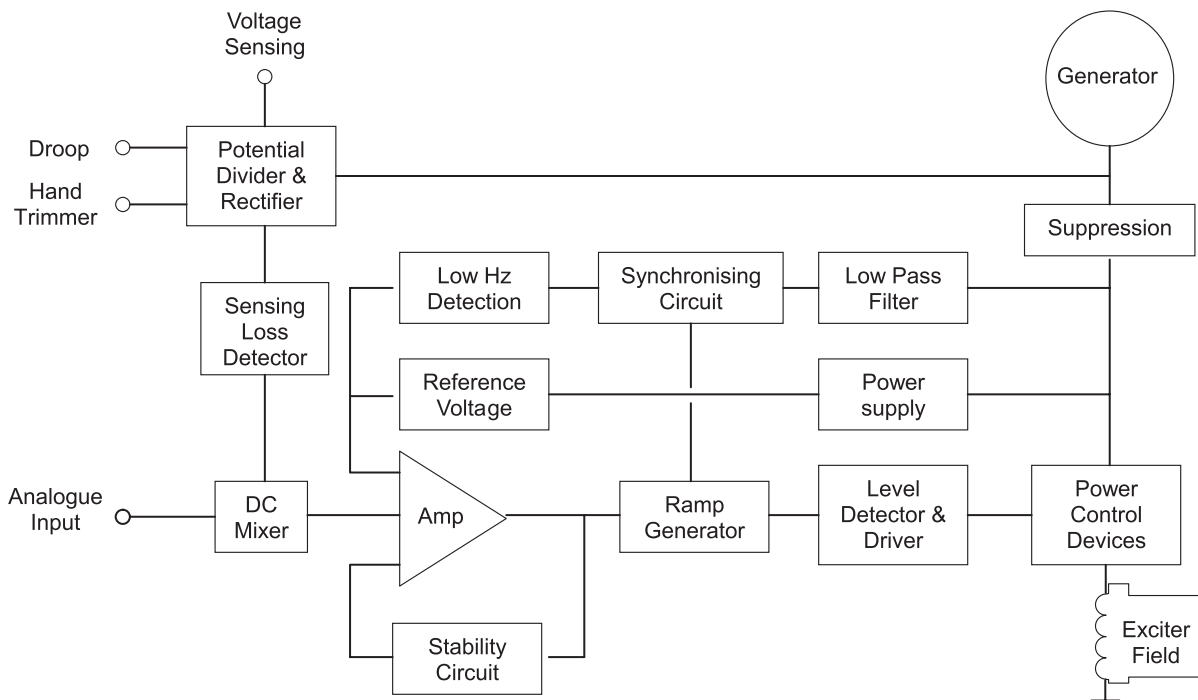 Voltage
Sensing
Generator
Droop
Hand
Trimmer
Potential
Divider &
Rectifier
Suppression
Low Hz
Detection
Synchronising
Circuit
Low Pass
Filter
Sensing
Loss
Detector
Reference
Voltage
Power
supply
Analogue
Input
DC
Mixer
Amp
Ramp
Generator
Level
Detector &
Driver
Power
Control
Devices
Stability
Circuit
Exciter
Field